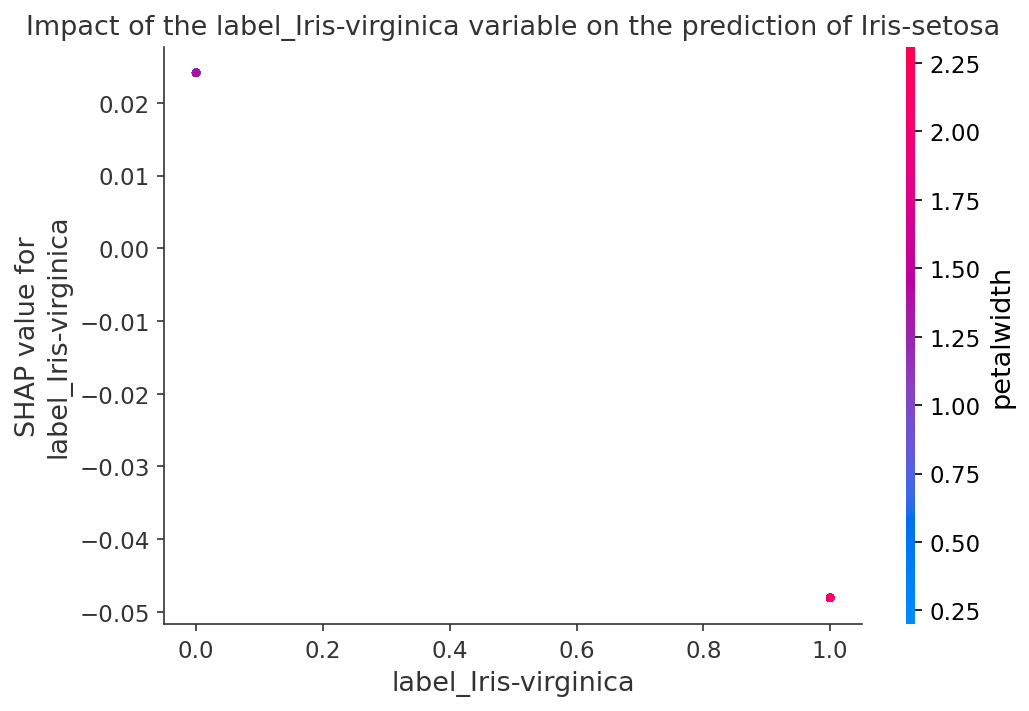 Impact of the label_Iris-virginica variable on the prediction of Iris-setosa
SHAP value for
label_Iris-virginica
0.02
0.01
0.00
−0.01
−0.02
−0.03
−0.04
−0.05
0.0 0.2 0.4 0.6 0.8 1.0
label_Iris-virginica
2.25
2.00
1.75
1.50
1.25
1.00
0.75
0.50
0.25
petalwidth